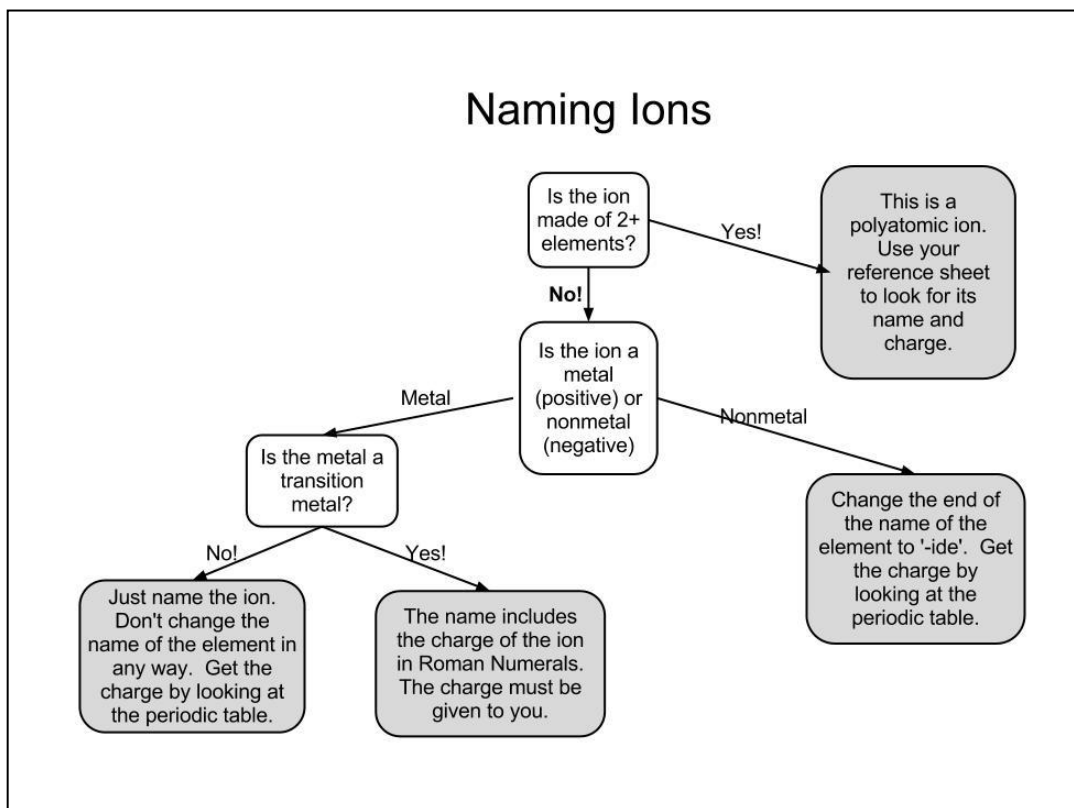 Naming Ions
Is the ion
made of 2+
elements?
Yes!
This is a
polyatomic ion.
Use your
reference sheet
to look for its
name and
charge.
No!
Is the ion a
metal
(positive) or
nonmetal
(negative)
Metal
Nonmetal
Is the metal a
transition
metal?
Change the end of
the name of the
element to '-ide'.  Get
the charge by
looking at the
periodic table.
No!
Yes!
Just name the ion.
Don't change the
name of the element in
any way.  Get the
charge by looking at
the periodic table.
The name includes
the charge of the ion
in Roman Numerals.
The charge must be
given to you.